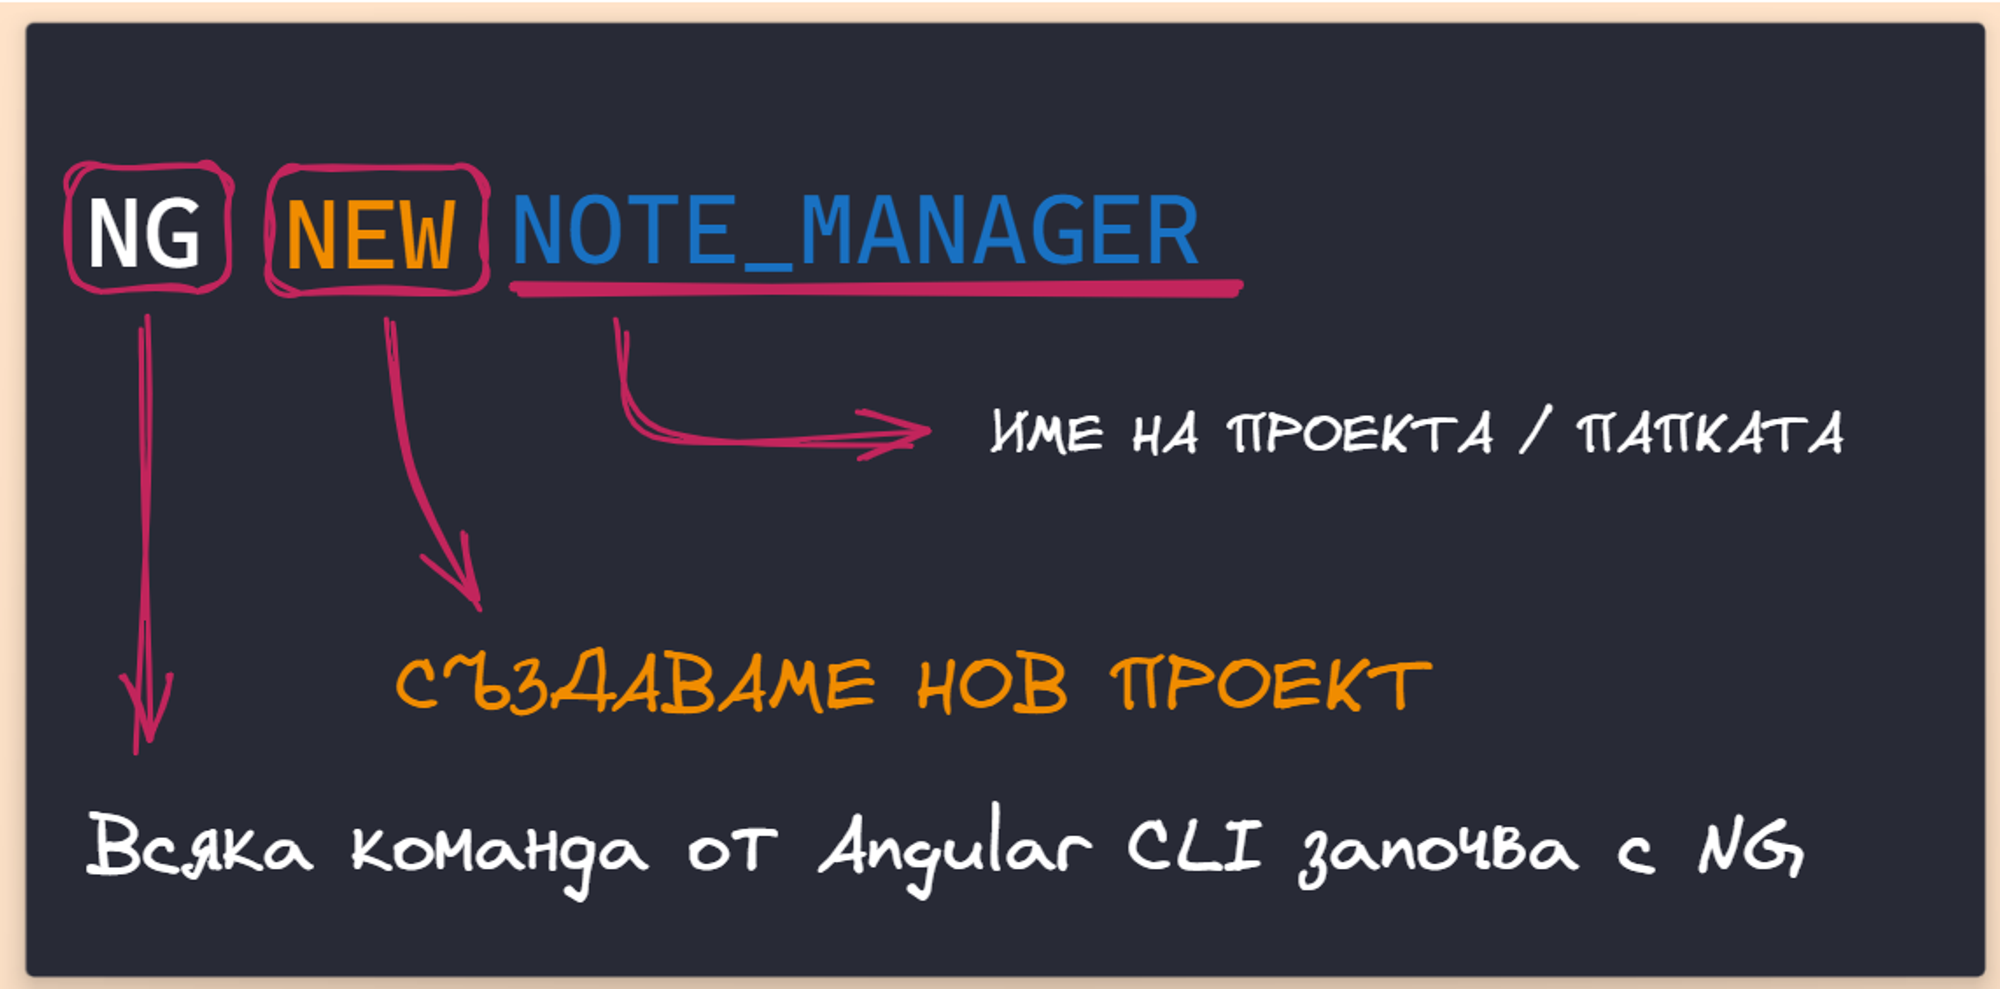 NG NEW NOTE_MANAGER
ИМЕ НА ПРОЕКТА / ПАПКАТА
СЪЗДАВАМЕ НОВ ПРОЕКТ
Всяка команда от Angular CLI започва с NG